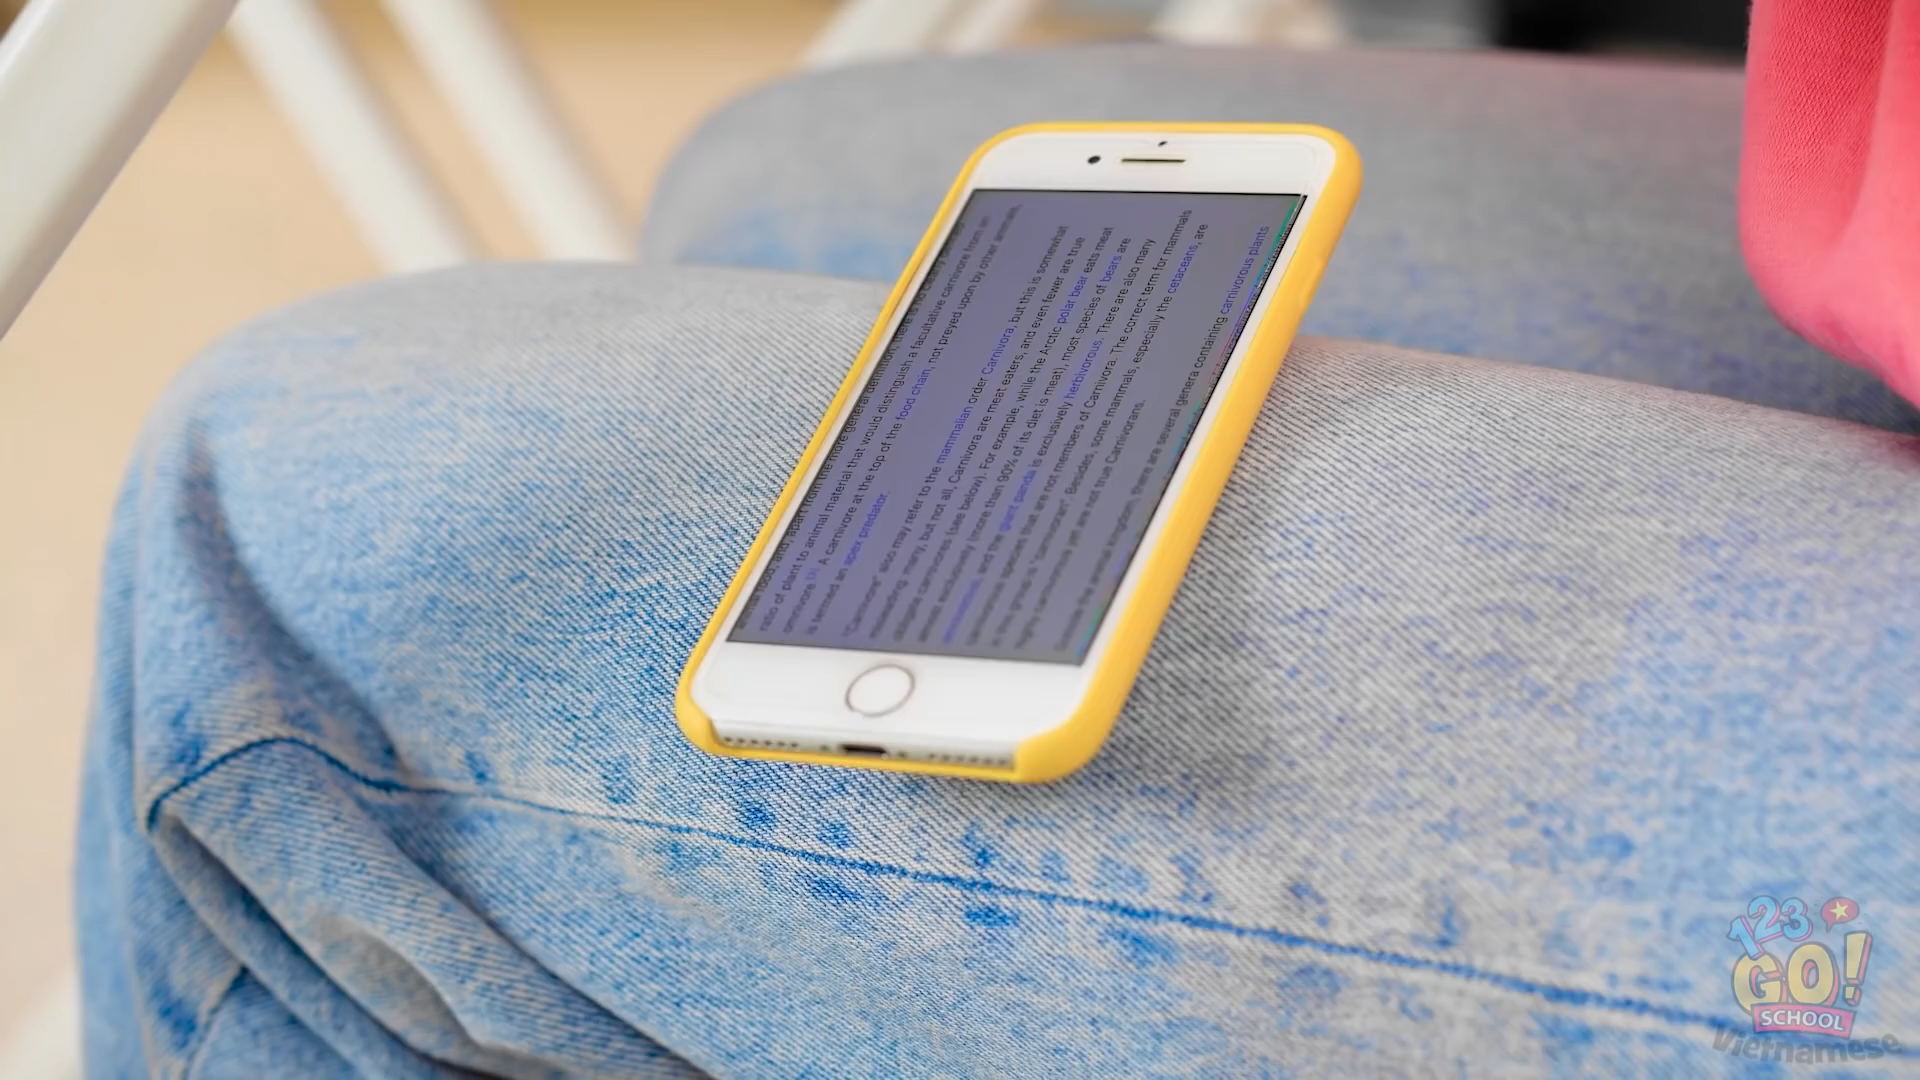 ratio of plant to animal material that would distinguish a facultative carnivore from an
omnivore. A carnivore at the top of the food chain, not preyed upon by other animals,
is termed an apex predator.
"Carnivore" also may refer to the mammalian order Carnivora, but this is somewhat
misleading: many, but not all, Carnivora are meat eaters, and even fewer are true
obligate carnivores (see below). For example, while the Arctic polar bear eats meat
almost exclusively (more than 90% of its diet is meat), most species of bears are
and the giant panda is exclusively herbivorous. There are also many
carnivorous species that are not members of Carnivora. The correct term for mammals
in this group is "carnivoran". Besides, some mammals, especially the cetaceans, are
highly carnivorous yet are not true Carnivorans.
Outside the animal kingdom, there are several genera containing carnivorous plants
123
GO!
SCHOOL
Vietnamese